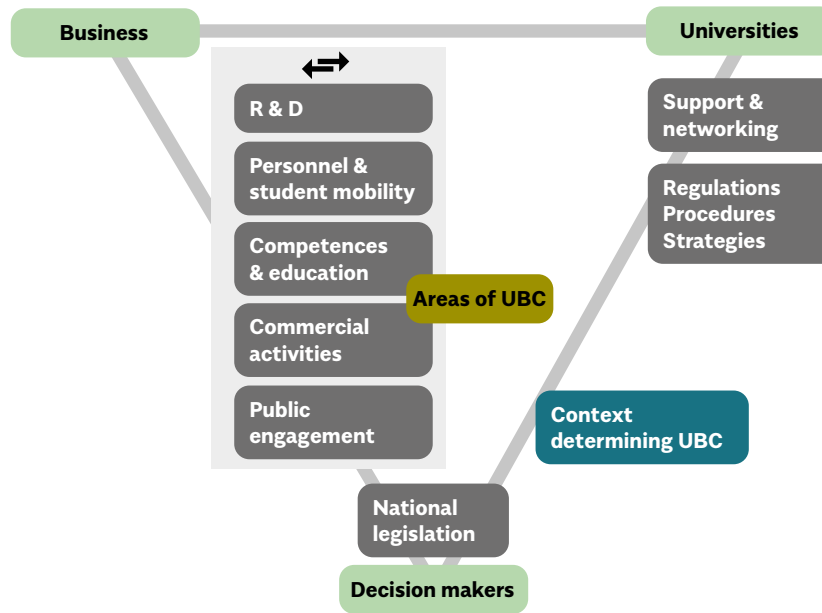 Business
Universities
R & D
Personnel &
student mobility
Competences
& education
Commercial
activities
Public
engagement
Areas of UBC
Support &
networking
Regulations
Procedures
Strategies
Context
determining UBC
National
legislation
Decision makers